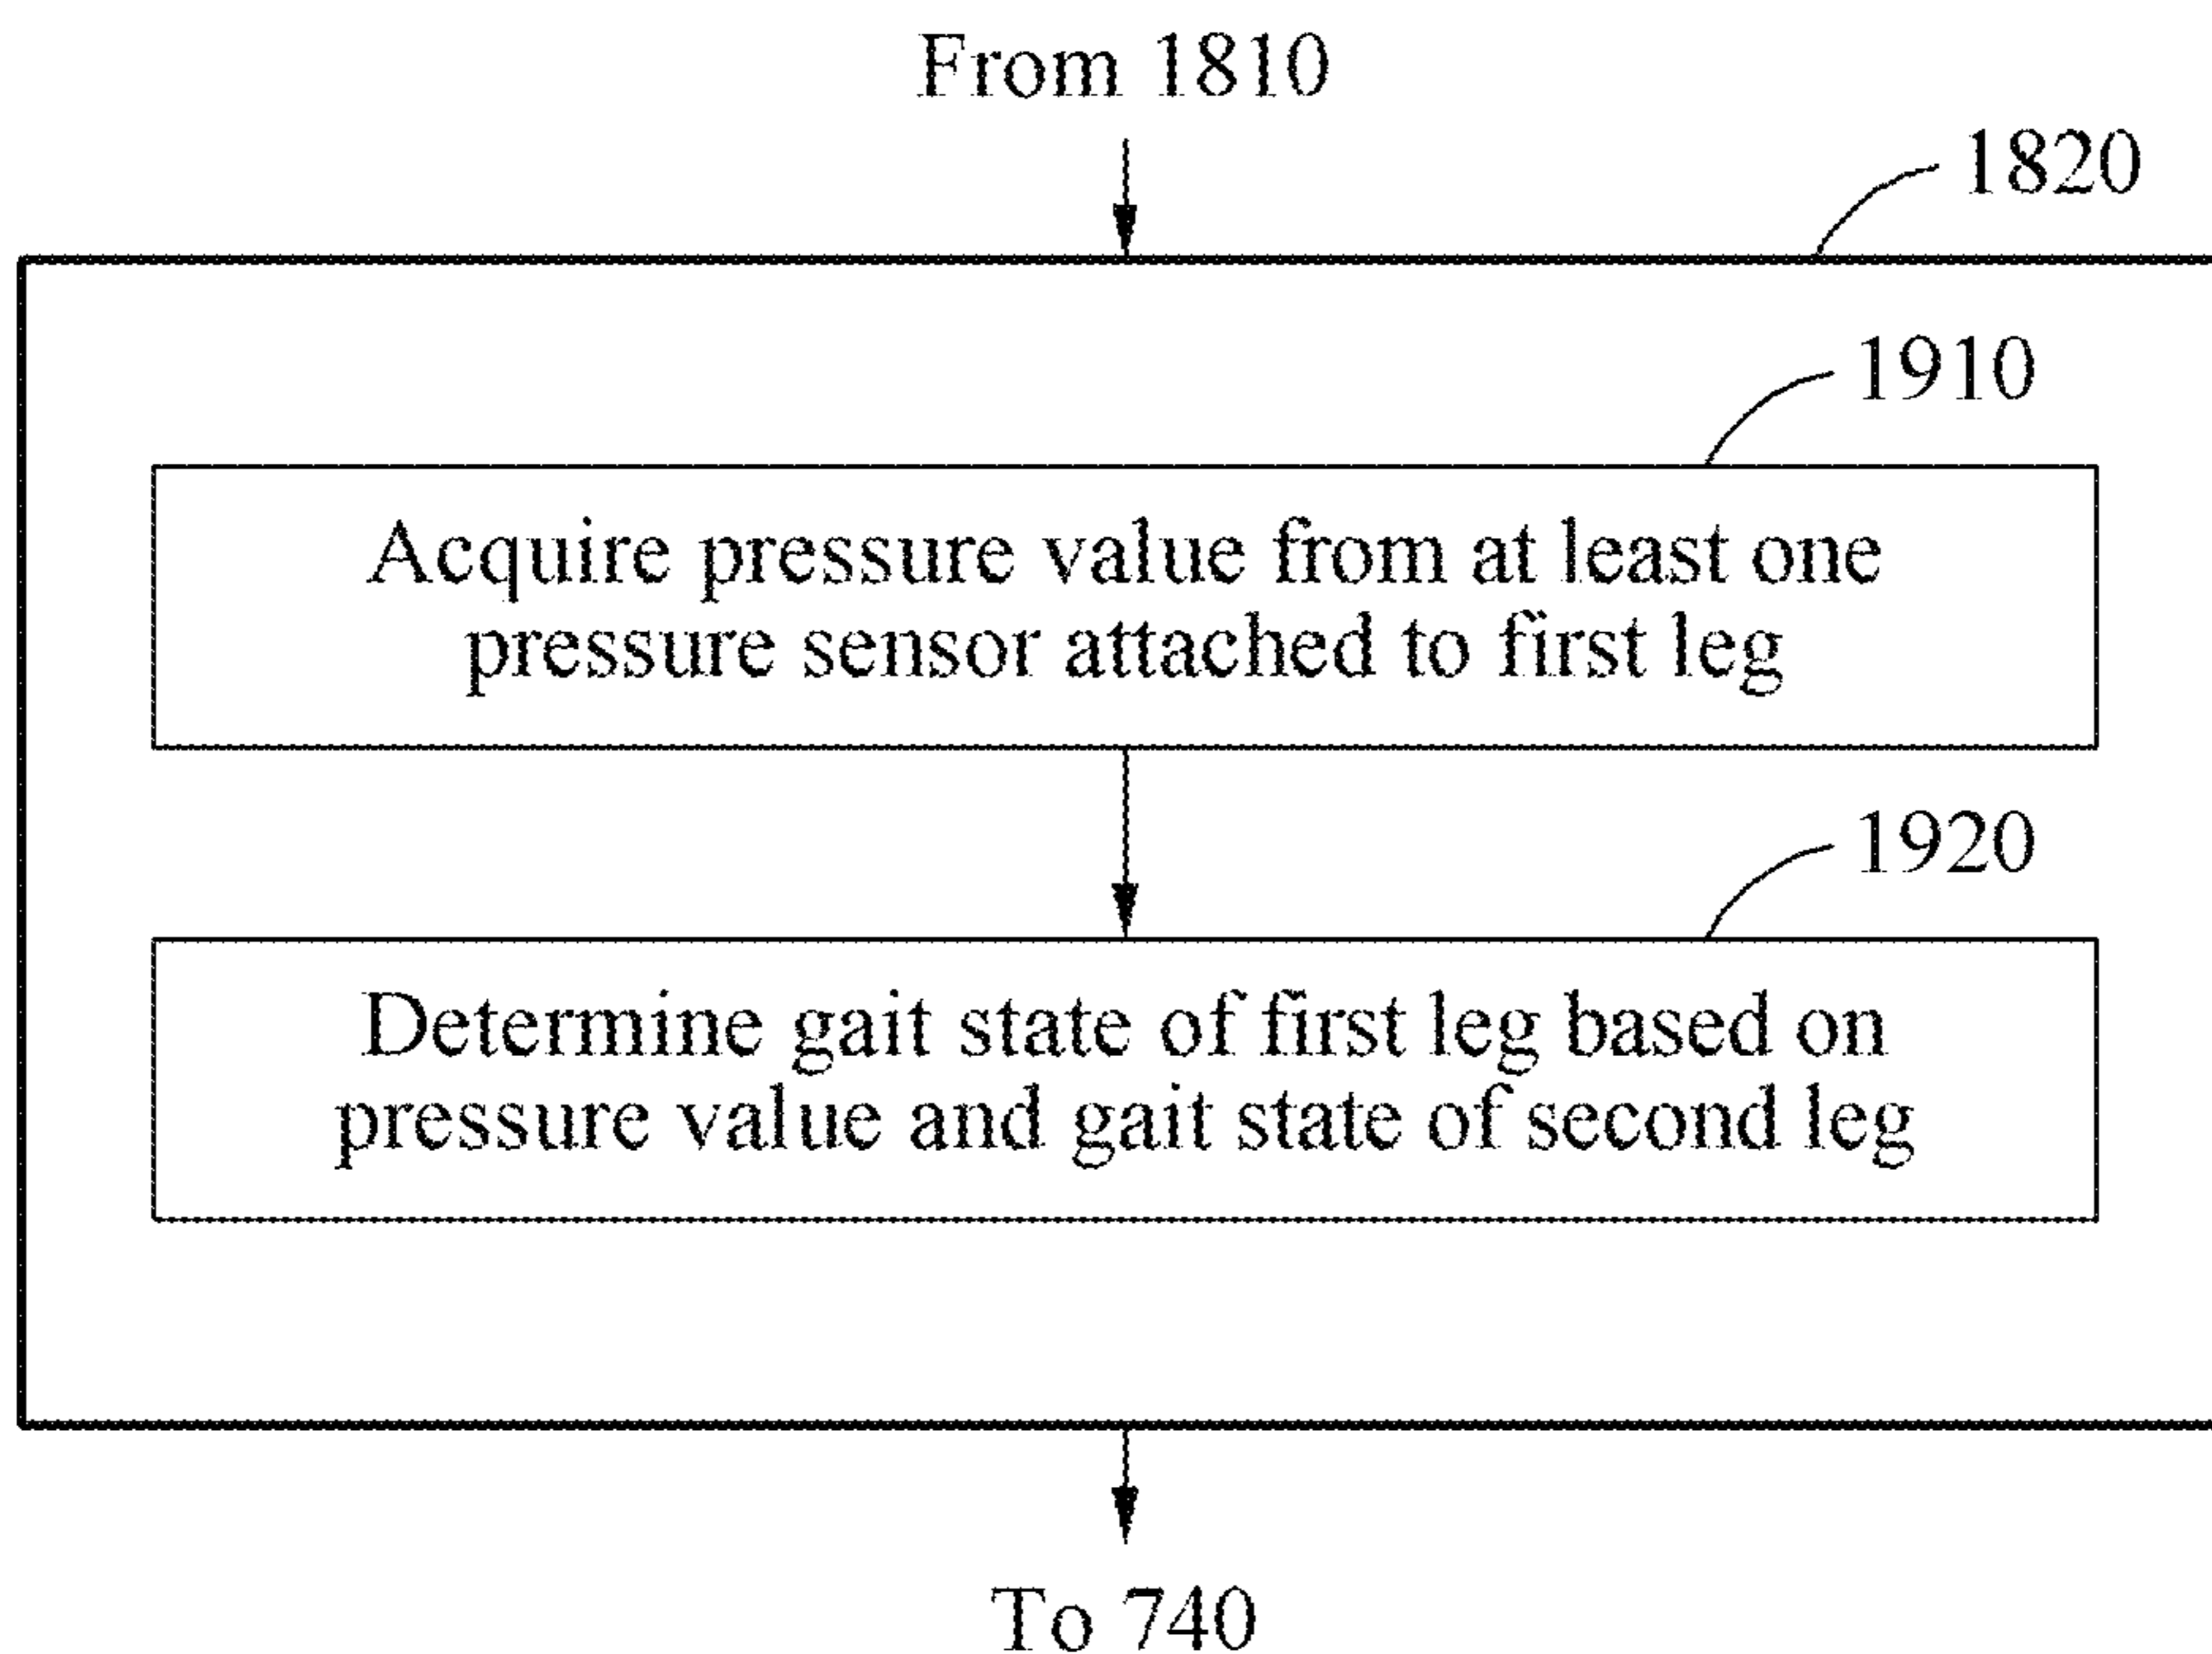 From 1810
1820
1910
Acquire pressure value from at least one
pressure sensor attached to first leg
1920
Determine gait state of first leg based on
pressure value and gait state of second leg
To 740